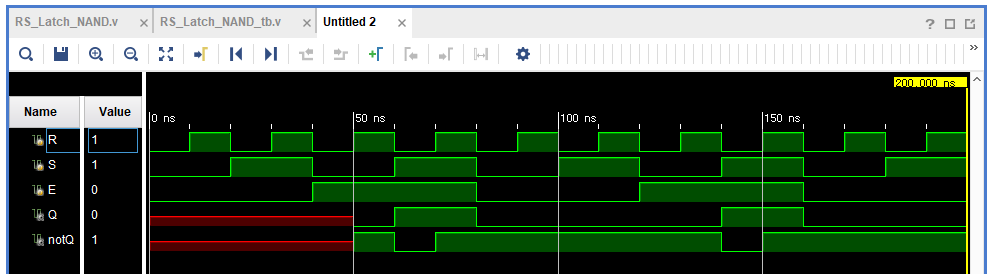 RS_Latch_NAND.v × RS_Latch_NAND_tb.v × Untitled 2 × ?
»
200.000 ns
Name Value
0 ns 50 ns 100 ns 150 ns
R 1
S 1
E 0
Q 0
notQ 1